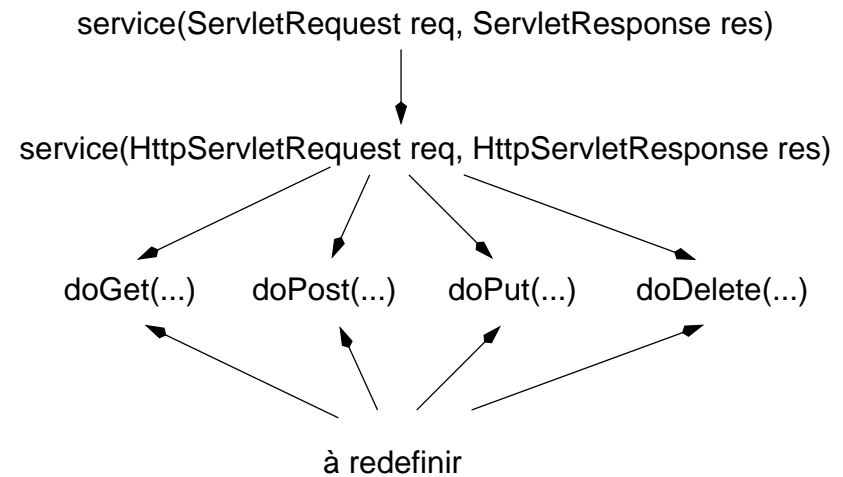 service(ServletRequest req, ServletResponse res)
service(HttpServletRequest req, HttpServletResponse res)
doGet(...) doPost(...) doPut(...) doDelete(...)
à redefinir